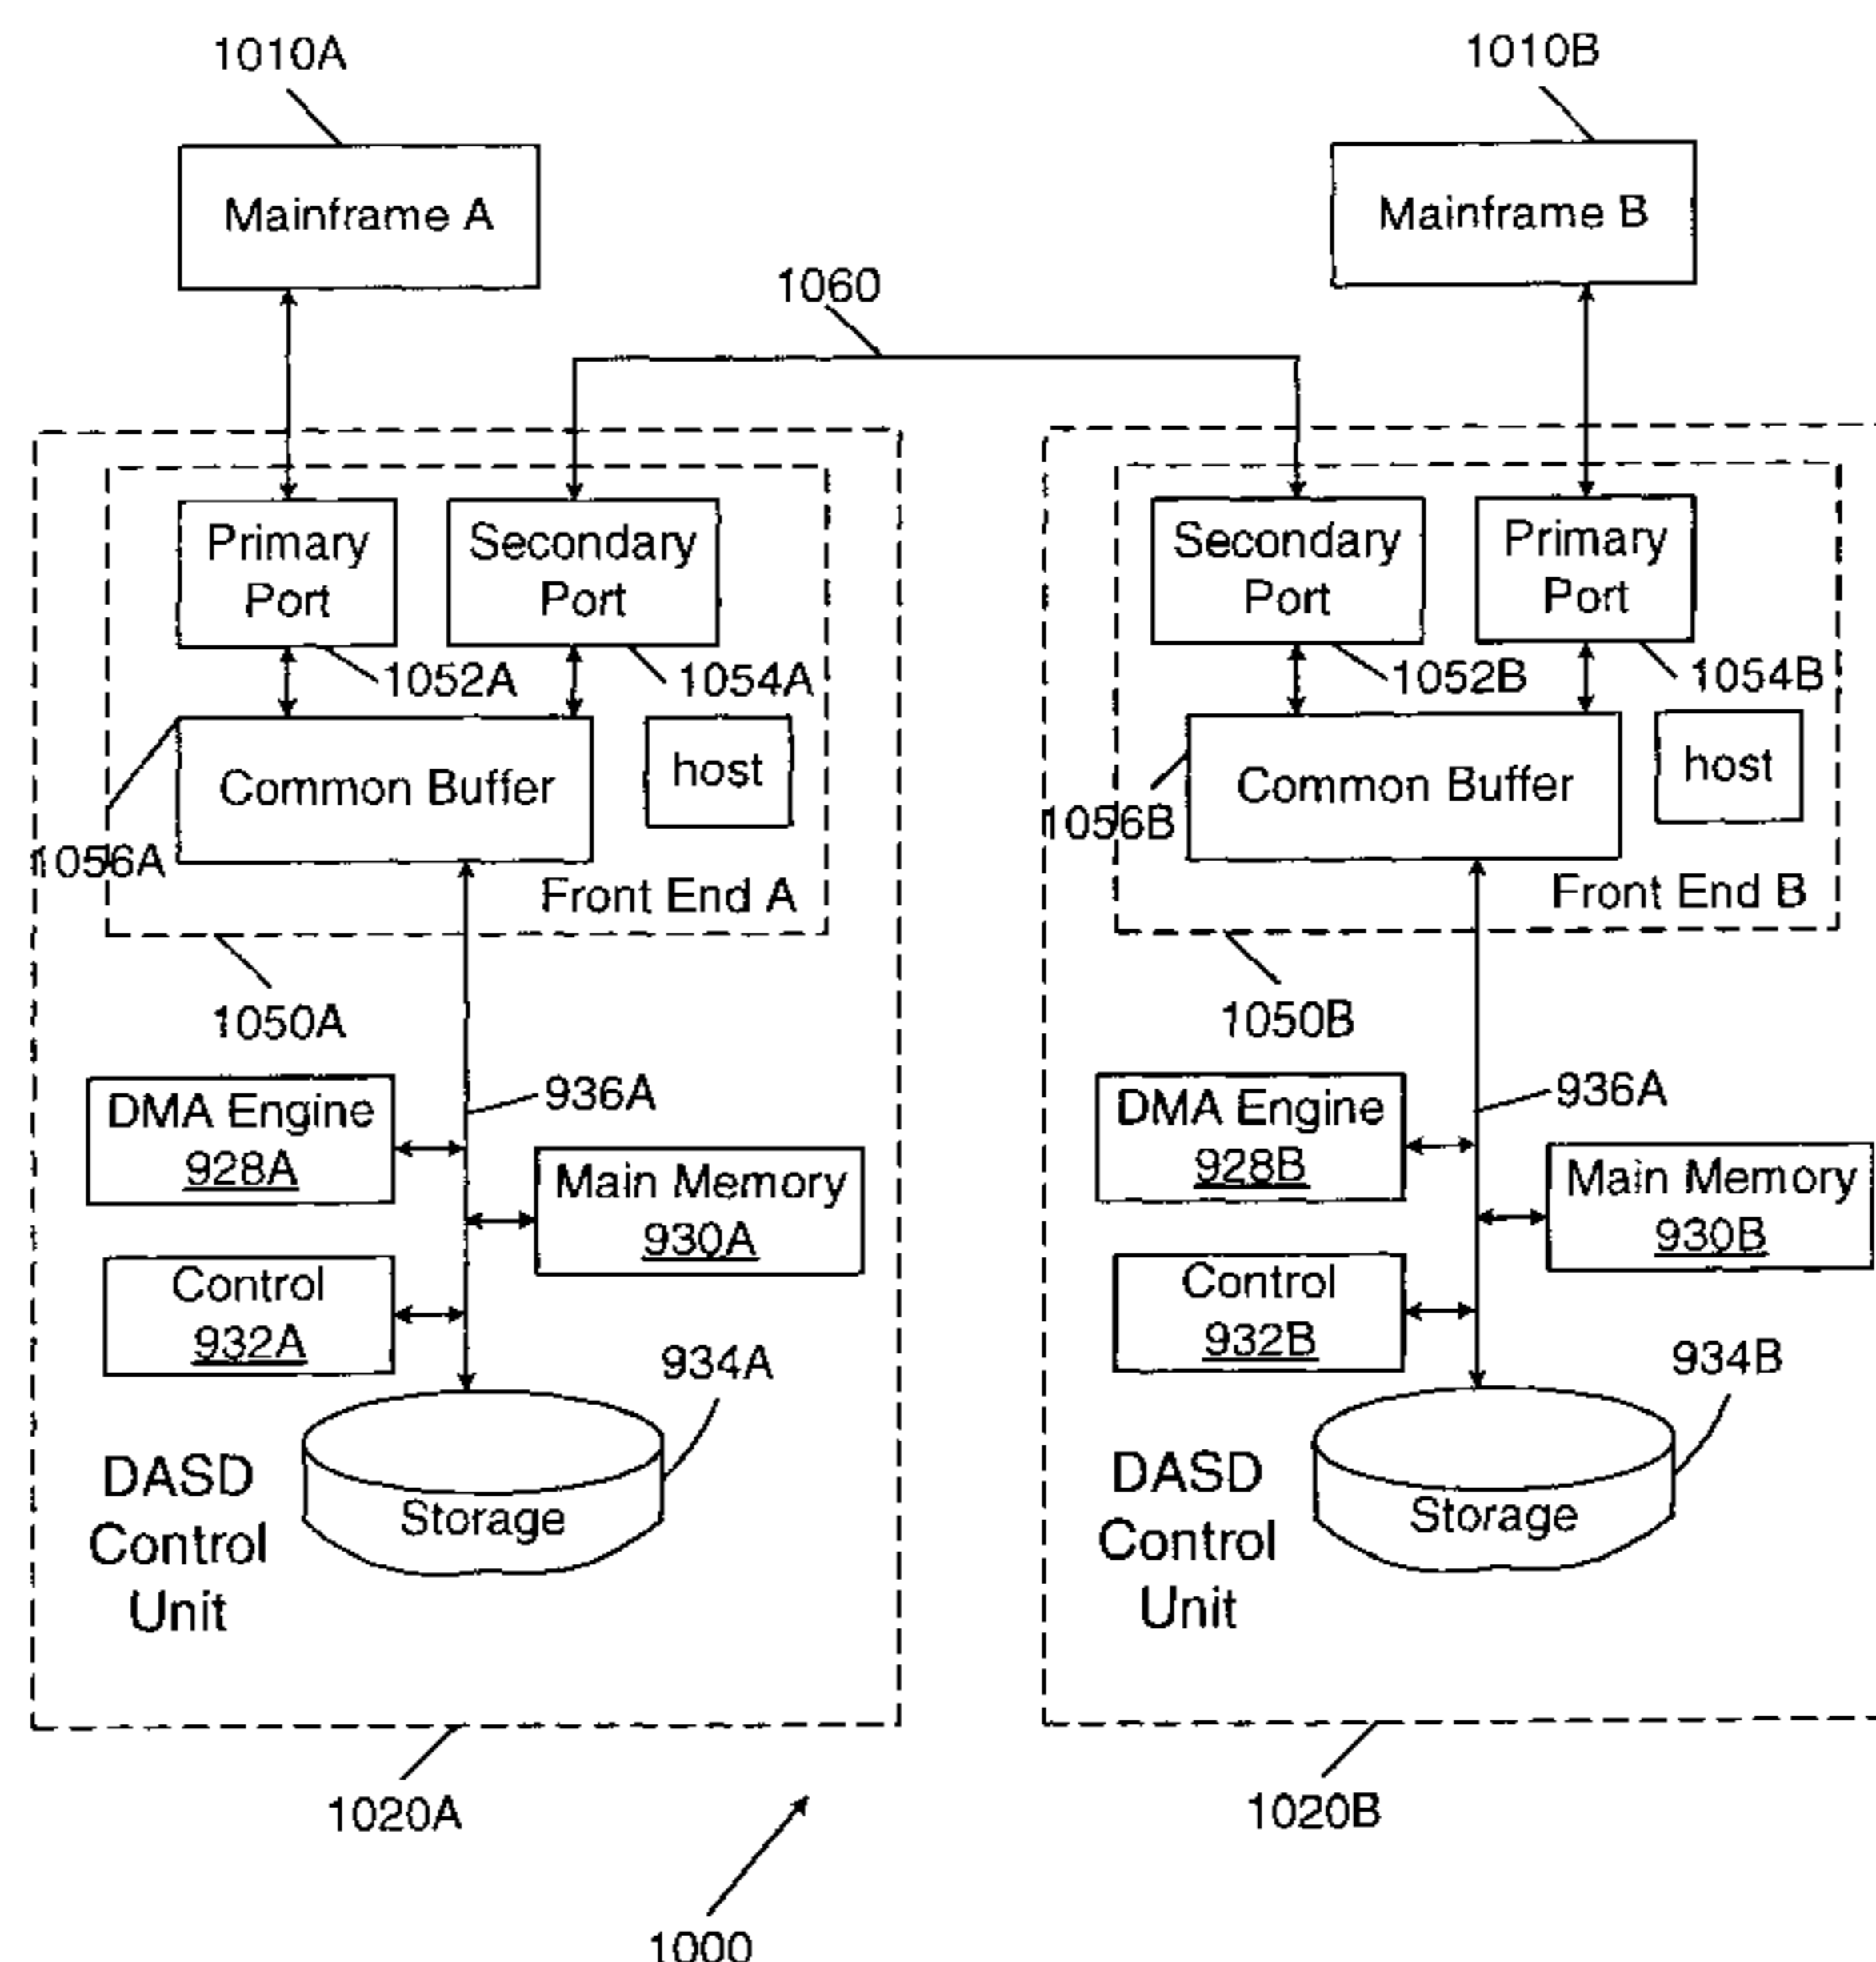 1010A
1010B
Mainframe A
Mainframe B
1060
Primary
Port
Secondary
Port
Secondary
Port
Primary
Port
1052A
1054A
1052B
1054B
Common Buffer
host
Common Buffer
host
1056A
1056B
Front End A
Front End B
1050A
1050B
DMA Engine
928A
936A
Main Memory
930A
Control
932A
934A
DMA Engine
928B
936A
Main Memory
930B
Control
932B
934B
DASD
Control
Unit
Storage
DASD
Control
Unit
Storage
1020A
1020B
1000